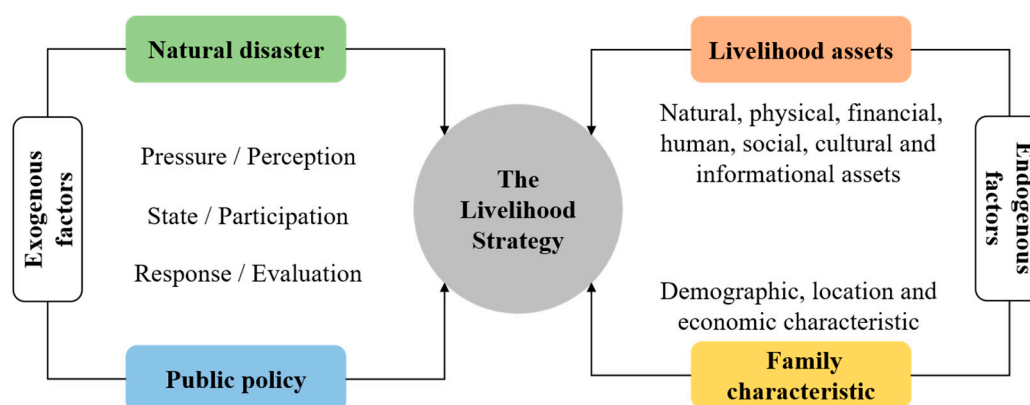 Natural disaster
Exogenous
factors
Pressure / Perception
State / Participation
Response / Evaluation
Public policy
The
Livelihood
Strategy
Livelihood assets
Natural, physical, financial,
human, social, cultural and
informational assets
Endogenous
factors
Demographic, location and
economic characteristic
Family
characteristic